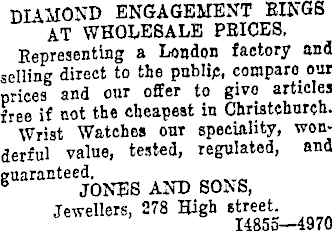 DIAMOND ENGAGEMENT RINGS
AT WHOLESALE PRICES.
Representing a London factory and
selling direct to the public, compare our
prices and our offer to give articles
free if not the cheapest in Christchurch.
Wrist Watches our speciality, won-
derful value, tested, regulated, and
guaranteed.
JONES AND SONS,
Jewellers, 278 High street.
I4855—4970